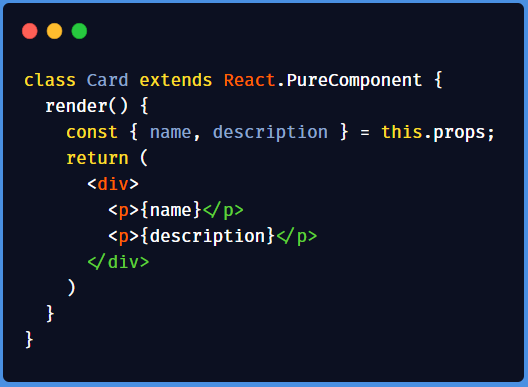 class Card extends React.PureComponent {
  render() {
    const { name, description } = this.props;
    return (
      <div>
        <p>{name}</p>
        <p>{description}</p>
      </div>
    )
  }
}